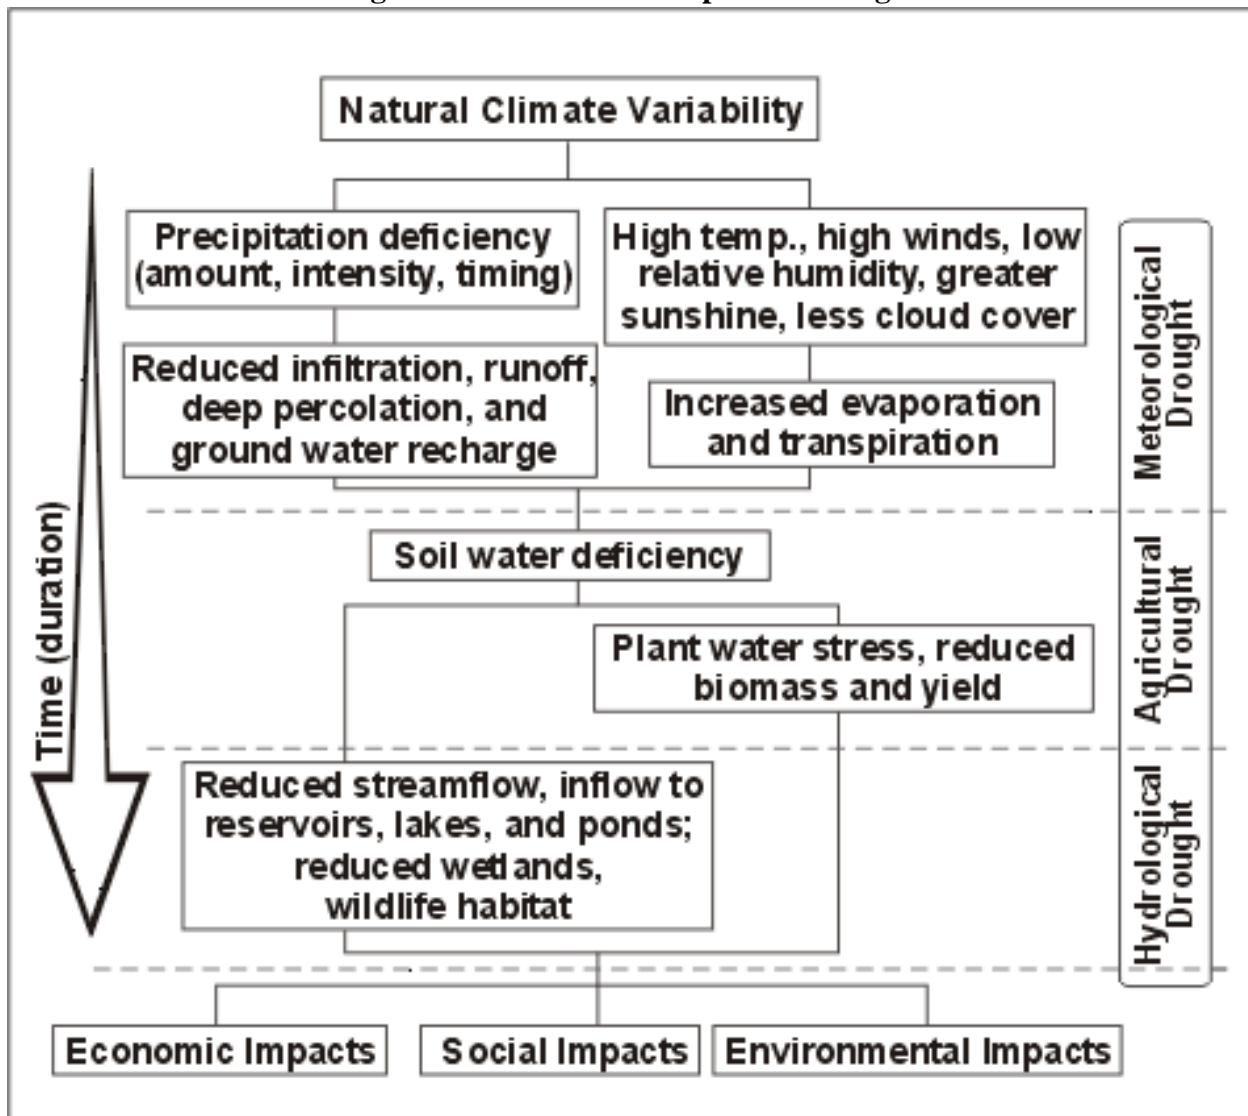 Natural Climate Variability
Precipitation deficiency
(amount, intensity, timing)
High temp., high winds, low
relative humidity, greater
sunshine, less cloud cover
Reduced infiltration, runoff,
deep percolation, and
ground water recharge
Increased evaporation
and transpiration
Meteorological
Drought
Time (duration)
Soil water deficiency
Plant water stress, reduced
biomass and yield
Agricultural
Drought
Reduced streamflow, inflow to
reservoirs, lakes, and ponds;
reduced wetlands,
wildlife habitat
Hydrological
Drought
Economic Impacts
Social Impacts
Environmental Impacts